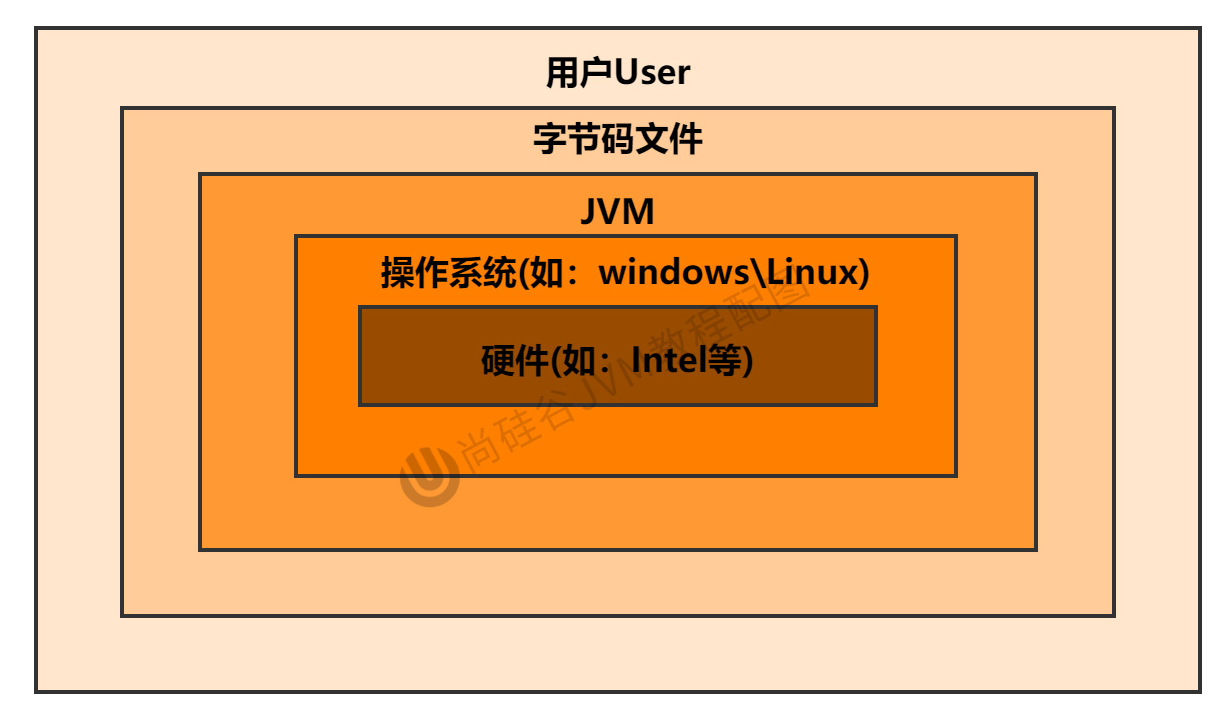 用户User
字节码文件
JVM
操作系统(如：windows\Linux)
硬件(如：Intel等)
尚硅谷JVM教程配图